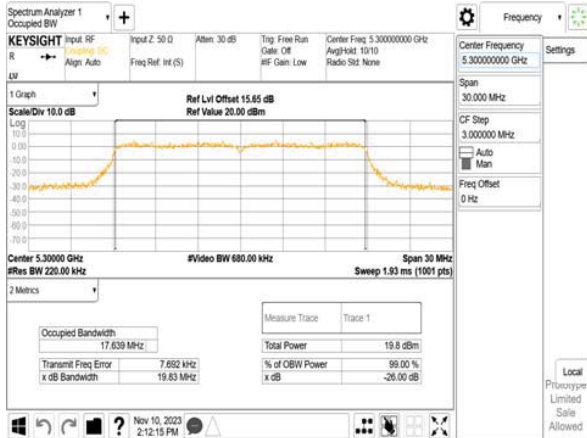 Spectrum Analyzer 1
Occupied BW
+
Frequency
KEYSIGHT Input: RF Input Z: 50 Ω Atten: 30 dB Trig: Free Run Center Freq: 5.300000000 GHz
R Coupling: DC Gate: Off Avg|Hold: 10/10
Align: Auto Freq Ref: Int (S) #IF Gain: Low Radio Std: None
Center Frequency
5.300000000 GHz
Settings
Span
30.000 MHz
CF Step
3.000000 MHz
Auto
Man
Freq Offset
0 Hz
1 Graph
Ref Lvl Offset 15.65 dB
Scale/Div 10.0 dB Ref Value 20.00 dBm
Log
10.0
0.00
-10.0
-20.0
-30.0
-40.0
-50.0
-60.0
-70.0
Center 5.30000 GHz #Video BW 680.00 kHz Span 30 MHz
#Res BW 220.00 kHz Sweep 1.93 ms (1001 pts)
2 Metrics
Measure Trace Trace 1
Occupied Bandwidth
17.639 MHz Total Power 19.8 dBm
Transmit Freq Error 7.692 kHz % of OBW Power 99.00 %
x dB Bandwidth 19.83 MHz x dB -26.00 dB
Local
Prototype
Limited
Sale
Allowed
? Nov 10, 2023
2:12:15 PM